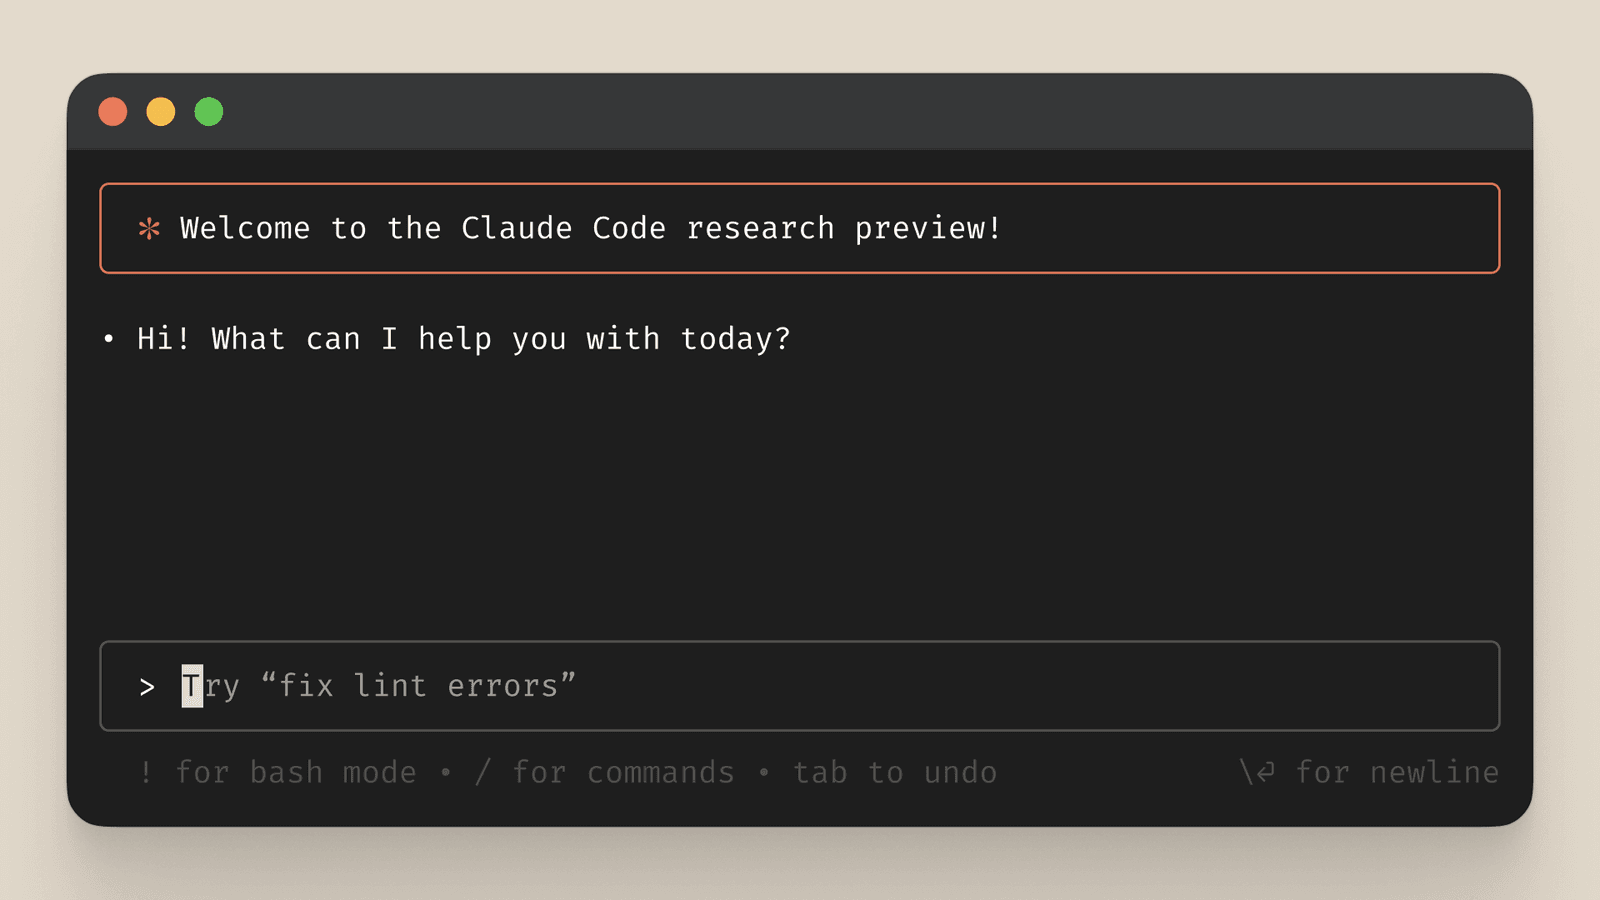 ✻ Welcome to the Claude Code research preview!
• Hi! What can I help you with today?
> Try “fix lint errors”
! for bash mode • / for commands • tab to undo
\⏎ for newline